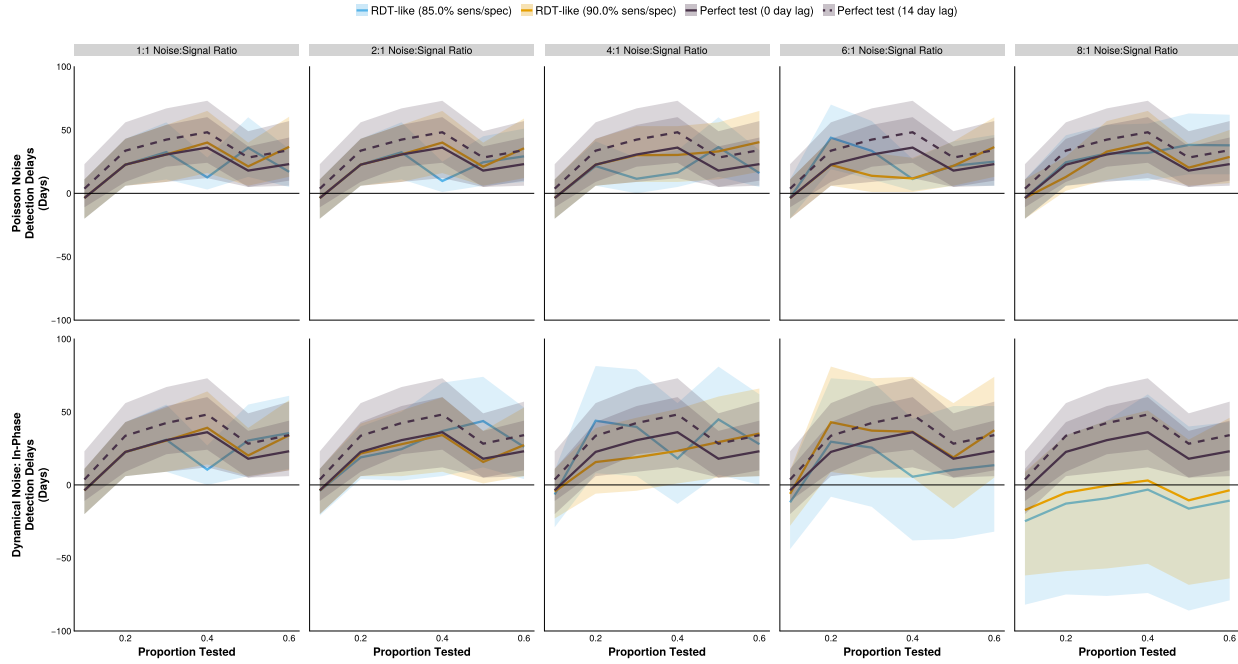 RDT-like (85.0% sens/spec) RDT-like (90.0% sens/spec) Perfect test (0 day lag) Perfect test (14 day lag)
1:1 Noise:Signal Ratio 2:1 Noise:Signal Ratio 4:1 Noise:Signal Ratio 6:1 Noise:Signal Ratio 8:1 Noise:Signal Ratio
Poisson Noise
Detection Delays
(Days)
100
50
0
−50
−100
Dynamical Noise: In-Phase
Detection Delay
(Days)
100
50
0
−50
−100
0.2 0.4 0.6 0.2 0.4 0.6 0.2 0.4 0.6 0.2 0.4 0.6 0.2 0.4 0.6
Proportion Tested Proportion Tested Proportion Tested Proportion Tested Proportion Tested